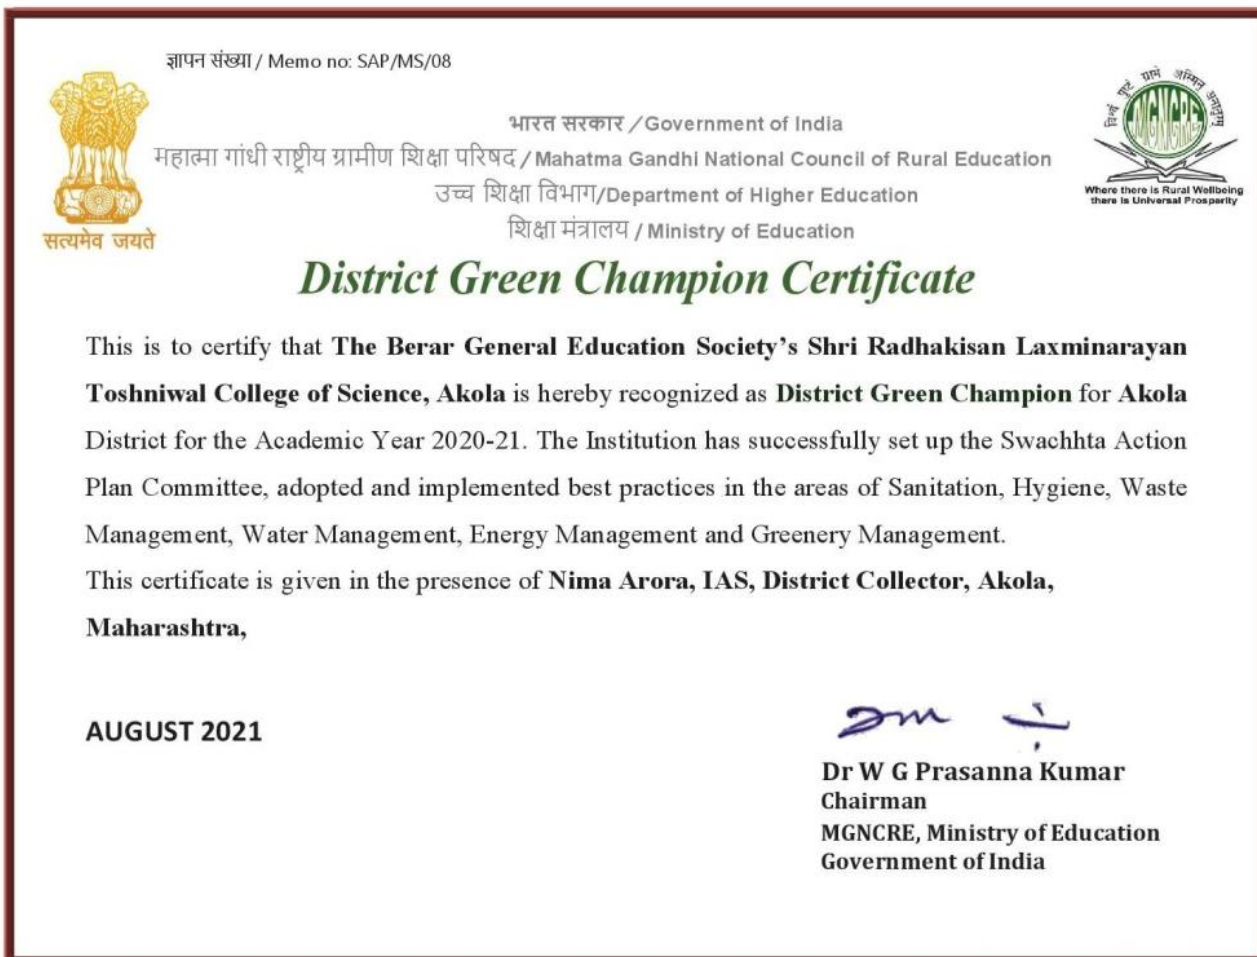 ज्ञापन संख्या / Memo no: SAP/MS/08
भारत सरकार /Government of India
महात्मा गांधी राष्ट्रीय ग्रामीण शिक्षा परिषद / Mahatma Gandhi National Council of Rural Education
उच्च शिक्षा विभाग/Department of Higher Education
शिक्षा मंत्रालय / Ministry of Education
सत्यमेव जयते
MGNCRE
Where there is Rural Wellbeing
there is Universal Prosperity
District Green Champion Certificate
This is to certify that The Berar General Education Society's Shri Radhakisan Laxminarayan
Toshniwal College of Science, Akola is hereby recognized as District Green Champion for Akola
District for the Academic Year 2020-21. The Institution has successfully set up the Swachhta Action
Plan Committee, adopted and implemented best practices in the areas of Sanitation, Hygiene, Waste
Management, Water Management, Energy Management and Greenery Management.
This certificate is given in the presence of Nima Arora, IAS, District Collector, Akola,
Maharashtra,
AUGUST 2021
Dr W G Prasanna Kumar
Chairman
MGNCRE, Ministry of Education
Government of India